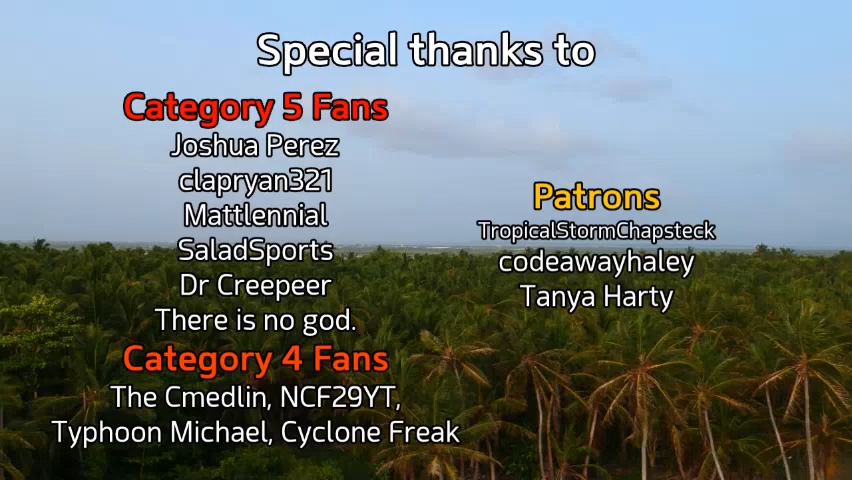 Special thanks to
Category 5 Fans
Joshua Perez
clapryan321
Mattlennial
SaladSports
Dr Creepeer
There is no god.
Category 4 Fans
The Cmedlin, NCF29YT,
Typhoon Michael, Cyclone Freak
Patrons
TropicalStormChapsteck
codeawayhaley
Tanya Harty